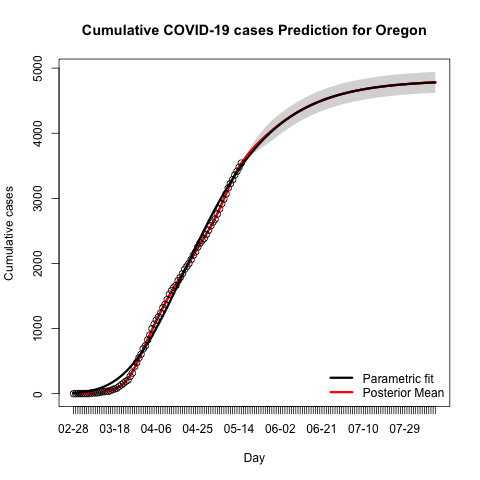 Cumulative COVID-19 cases Prediction for Oregon
Cumulative cases
5000
4000
3000
2000
1000
0
Parametric fit
Posterior Mean
02-28 03-18 04-06 04-25 05-14 06-02 06-21 07-10 07-29
Day